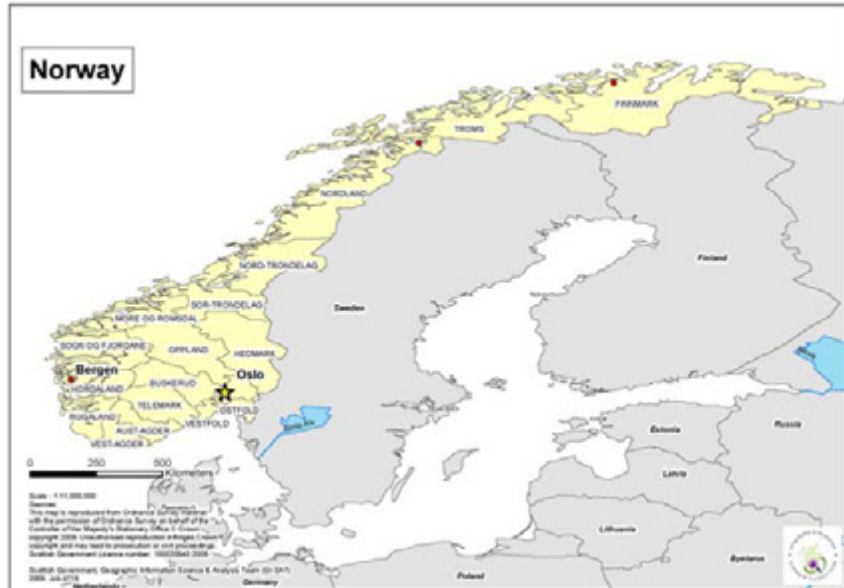 Norway
FINNMARK
TROMS
NORDLAND
NORD-TRONDELAG
Finland
SOR-TRONDELAG
Sweden
MORE OG ROMSDAL
SOGN OG FJORDANE
OPPLAND
HEDMARK
Bergen
Oslo
HORDALAND
BUSKERUD
TELEMARK
OSTFOLD
ROGALAND
VESTFOLD
AUST-AGDER
VEST-AGDER
Estonia
Russia
Latvia
Lithuania
Byelarus
0 250 500
Kilometers
Scale - 1:11,000,000
Sources:
This map is reproduced from Ordnance Survey material
with the permission of Ordnance Survey on behalf of the
Controller of Her Majesty's Stationery Office © Crown
copyright 2009. Unauthorised reproduction infringes Crown
copyright and may lead to prosecution or civil proceedings.
Scottish Government Licence number:
Scottish Government, Geographic Information Science & Analysis Team
Netherlands
Germany
Poland